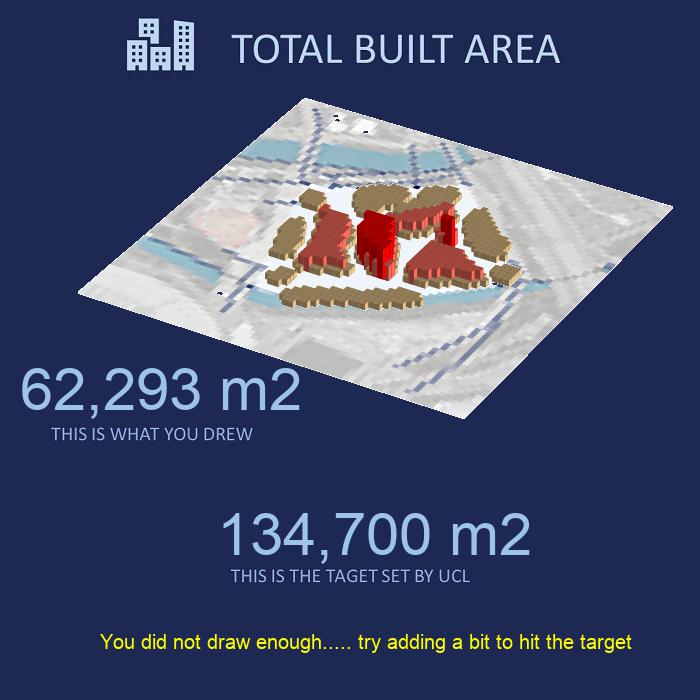 TOTAL BUILT AREA
62,293 m2
THIS IS WHAT YOU DREW
134,700 m2
THIS IS THE TAGET SET BY UCL
You did not draw enough..... try adding a bit to hit the target